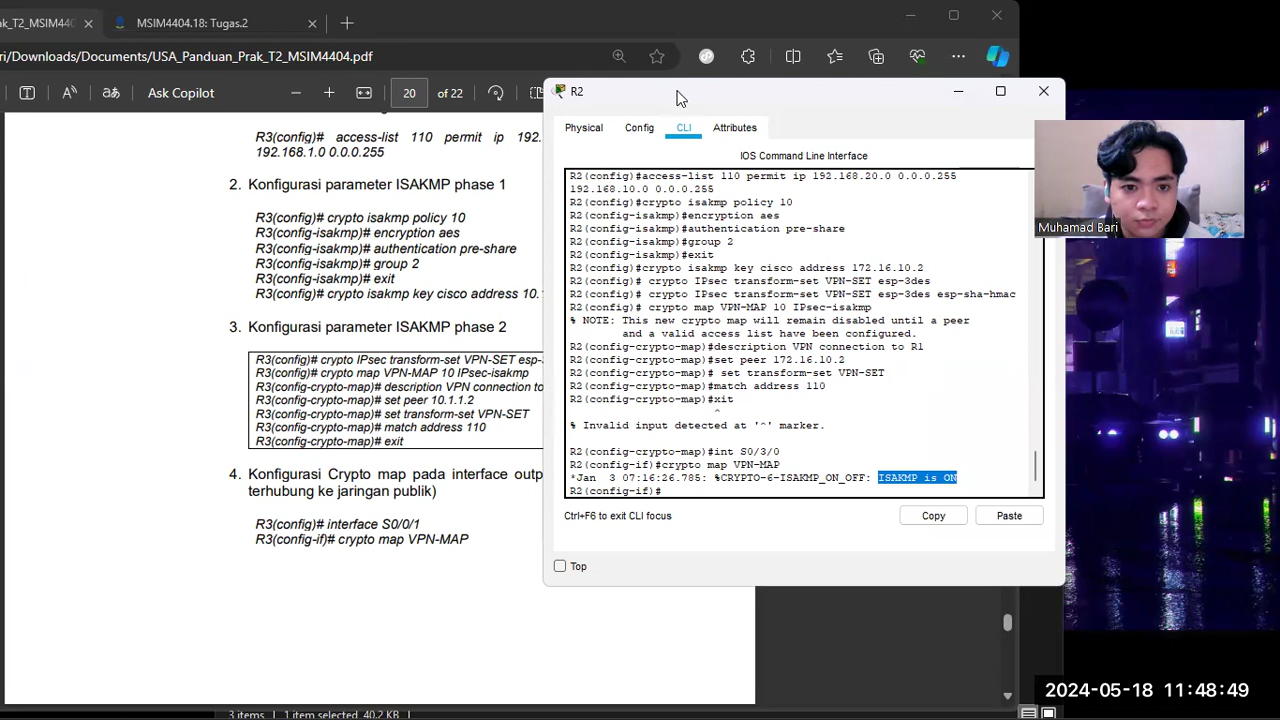 ak_T2_MSIM440
MSIM4404.18: Tugas.2
ri/Downloads/Documents/USA_Panduan_Prak_T2_MSIM4404.pdf
Ask Copilot
20 of 22
R3(config)# access-list 110 permit ip 192.
192.168.1.0 0.0.0.255
2. Konfigurasi parameter ISAKMP phase 1
R3(config)# crypto isakmp policy 10
R3(config-isakmp)# encryption aes
R3(config-isakmp)# authentication pre-share
R3(config-isakmp)# group 2
R3(config-isakmp)# exit
R3(config)# crypto isakmp key cisco address 10.
3. Konfigurasi parameter ISAKMP phase 2
R3(config)# crypto IPsec transform-set VPN-SET esp-
R3(config)# crypto map VPN-MAP 10 IPsec-isakmp
R3(config-crypto-map)# description VPN connection to
R3(config-crypto-map)# set peer 10.1.1.2
R3(config-crypto-map)# set transform-set VPN-SET
R3(config-crypto-map)# match address 110
R3(config-crypto-map)# exit
4. Konfigurasi Crypto map pada interface outp
terhubung ke jaringan publik)
R3(config)# interface S0/0/1
R3(config-if)# crypto map VPN-MAP
R2
Physical Config CLI Attributes
IOS Command Line Interface
R2(config)#access-list 110 permit ip 192.168.20.0 0.0.0.255
192.168.10.0 0.0.0.255
R2(config)#crypto isakmp policy 10
R2(config-isakmp)#encryption aes
R2(config-isakmp)#authentication pre-share
R2(config-isakmp)#group 2
R2(config-isakmp)#exit
R2(config)#crypto isakmp key cisco address 172.16.10.2
R2(config)# crypto IPsec transform-set VPN-SET esp-3des
R2(config)# crypto IPsec transform-set VPN-SET esp-3des esp-sha-hmac
R2(config)# crypto map VPN-MAP 10 IPsec-isakmp
% NOTE: This new crypto map will remain disabled until a peer
and a valid access list have been configured.
R2(config-crypto-map)#description VPN connection to R1
R2(config-crypto-map)#set peer 172.16.10.2
R2(config-crypto-map)# set transform-set VPN-SET
R2(config-crypto-map)#match address 110
R2(config-crypto-map)#xit
^
% Invalid input detected at '^' marker.
R2(config-crypto-map)#int S0/3/0
R2(config-if)#crypto map VPN-MAP
*Jan 3 07:16:26.785: %CRYPTO-6-ISAKMP_ON_OFF: ISAKMP is ON
R2(config-if)#
Ctrl+F6 to exit CLI focus
Copy Paste
Top
Muhamad Bari
3 items 1 item selected 40.2 KB
2024-05-18 11:48:49